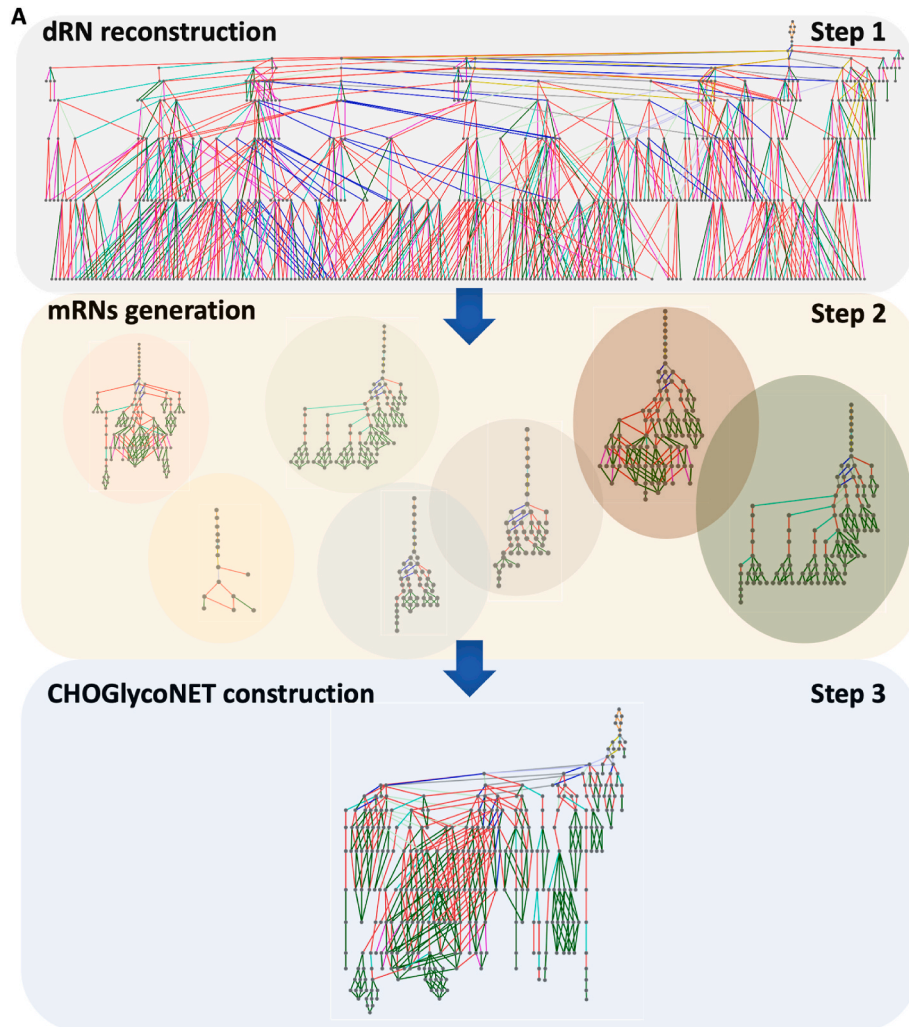 A
dRN reconstruction
Step 1
mRNs generation
Step 2
CHOGlycoNET construction
Step 3